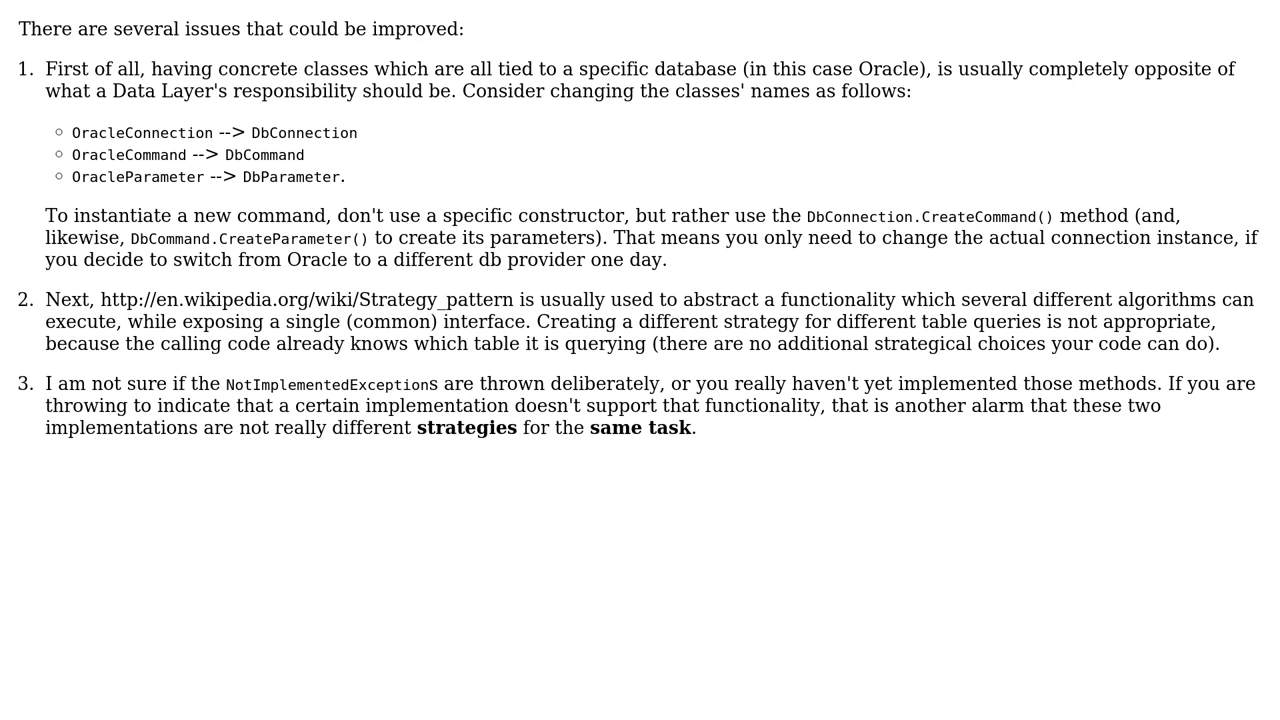 There are several issues that could be improved:
1. First of all, having concrete classes which are all tied to a specific database (in this case Oracle), is usually completely opposite of
what a Data Layer's responsibility should be. Consider changing the classes' names as follows:
○ OracleConnection --> DbConnection
○ OracleCommand --> DbCommand
○ OracleParameter --> DbParameter.
To instantiate a new command, don't use a specific constructor, but rather use the DbConnection.CreateCommand() method (and,
likewise, DbCommand.CreateParameter() to create its parameters). That means you only need to change the actual connection instance, if
you decide to switch from Oracle to a different db provider one day.
2. Next, http://en.wikipedia.org/wiki/Strategy_pattern is usually used to abstract a functionality which several different algorithms can
execute, while exposing a single (common) interface. Creating a different strategy for different table queries is not appropriate,
because the calling code already knows which table it is querying (there are no additional strategical choices your code can do).
3. I am not sure if the NotImplementedExceptions are thrown deliberately, or you really haven't yet implemented those methods. If you are
throwing to indicate that a certain implementation doesn't support that functionality, that is another alarm that these two
implementations are not really different strategies for the same task.